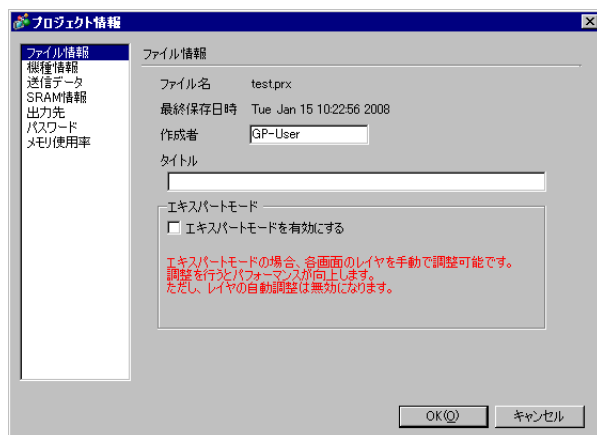 プロジェクト情報
ファイル情報
機種情報
送信データ
SRAM情報
出力先
パスワード
メモリ使用率
ファイル情報
ファイル名 test.prx
最終保存日時 Tue Jan 15 10:22:56 2008
作成者 GP-User
タイトル
エキスパートモード
エキスパートモードを有効にする
エキスパートモードの場合、各画面のレイヤを手動で調整可能です。
調整を行うとパフォーマンスが向上します。
ただし、レイヤの自動調整は無効になります。
OK(O) キャンセル